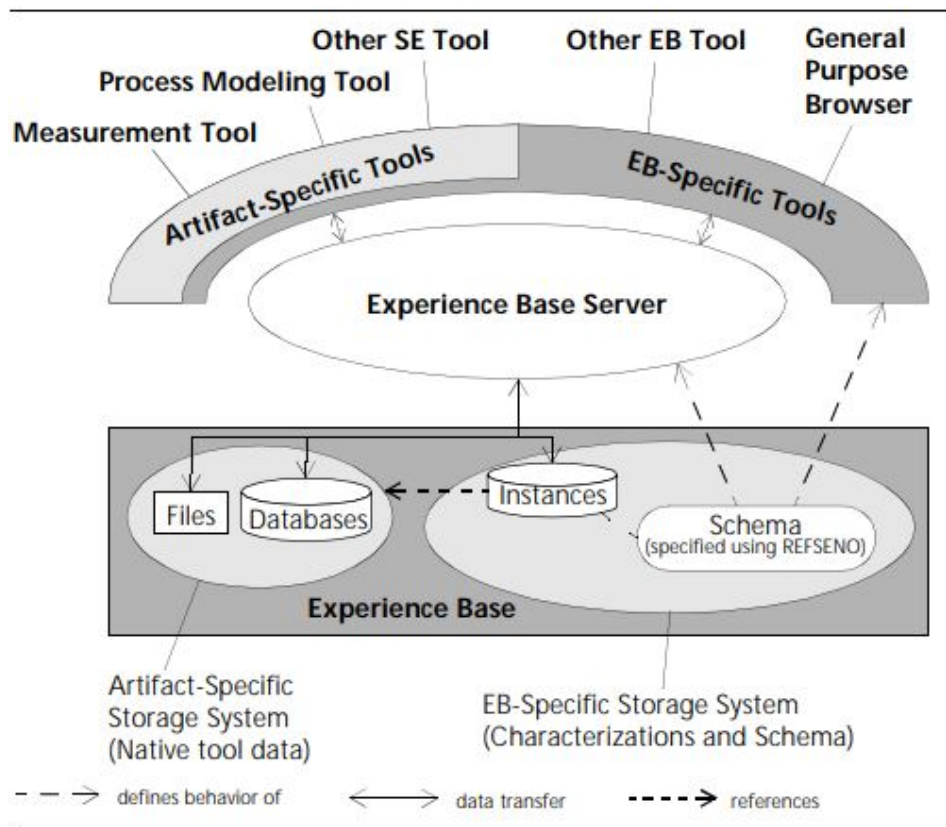 Other SE Tool
Other EB Tool
General
Purpose
Browser
Process Modeling Tool
Measurement Tool
Artifact-Specific Tools
EB-Specific Tools
Experience Base Server
Files
Databases
Instances
Schema
(specified using REFSENO)
Experience Base
Artifact-Specific
Storage System
(Native tool data)
EB-Specific Storage System
(Characterizations and Schema)
defines behavior of
data transfer
references